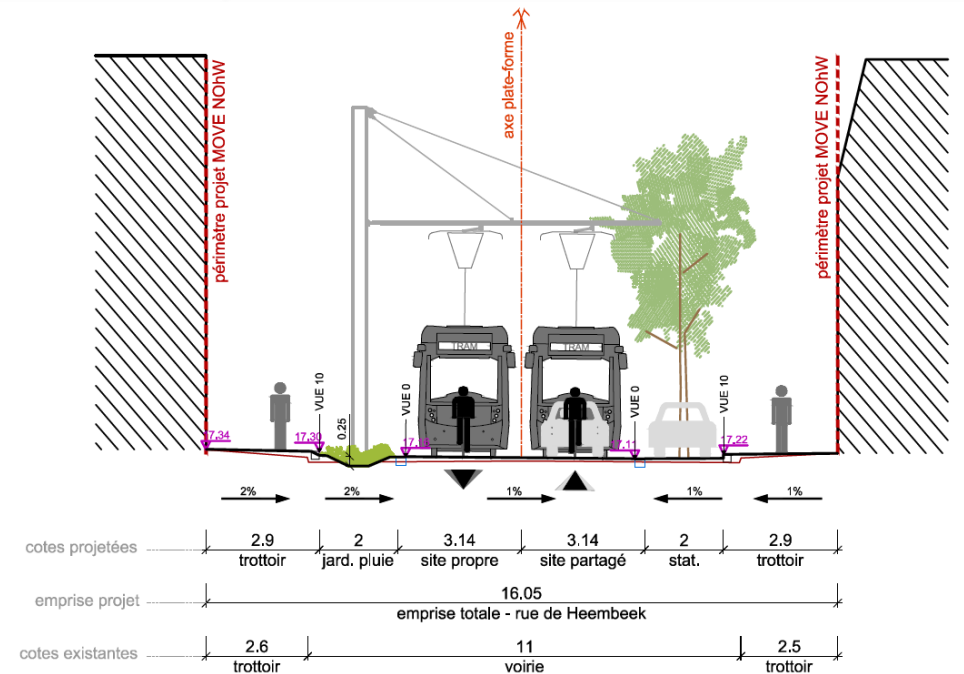 axe plate-forme
périmètre projet MOVE NOhW
périmètre projet MOVE NOhW
TRAM
TRAM
VUE 10
0.25
VUE 0
VUE 0
VUE 10
17,34
17,30
17,11
17,22
2%
2%
1%
1%
1%
cotes projetées
2.9
2
3.14
3.14
2
2.9
trottoir
jard. pluie
site propre
site partagé
stat.
trottoir
emprise projet
16.05
emprise totale - rue de Heembeek
cotes existantes
2.6
11
2.5
trottoir
voirie
trottoir